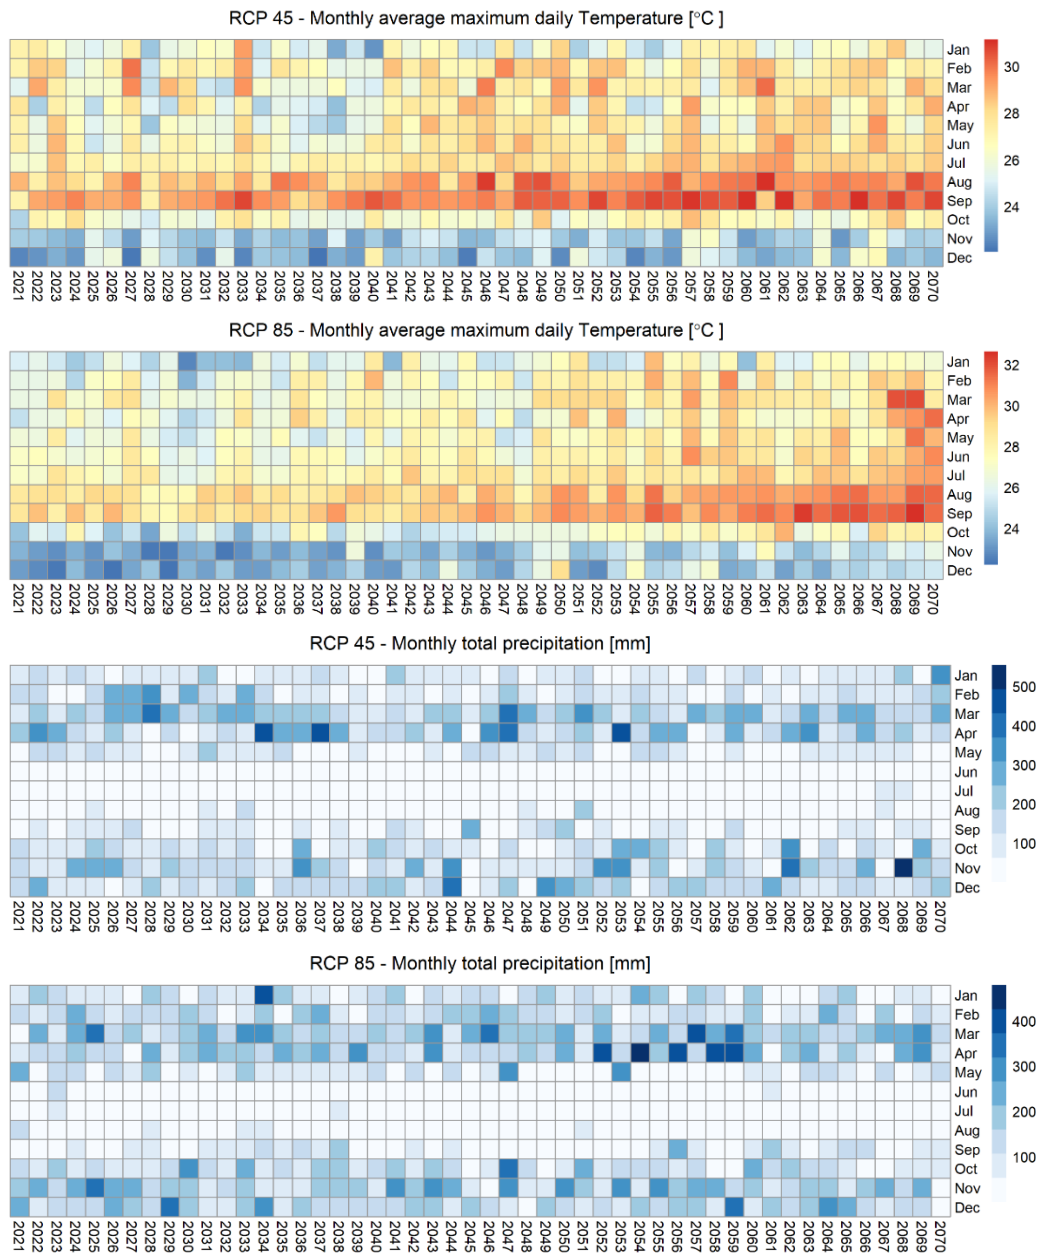 RCP 45 - Monthly average maximum daily Temperature [°C ]
Jan
Feb
Mar
Apr
May
Jun
Jul
Aug
Sep
Oct
Nov
Dec
30
28
26
24
2021 2022 2023 2024 2025 2026 2027 2028 2029 2030 2031 2032 2033 2034 2035 2036 2037 2038 2039 2040 2041 2042 2043 2044 2045 2046 2047 2048 2049 2050 2051 2052 2053 2054 2055 2056 2057 2058 2059 2060 2061 2062 2063 2064 2065 2066 2067 2068 2069 2070
RCP 85 - Monthly average maximum daily Temperature [°C ]
Jan
Feb
Mar
Apr
May
Jun
Jul
Aug
Sep
Oct
Nov
Dec
32
30
28
26
24
2021 2022 2023 2024 2025 2026 2027 2028 2029 2030 2031 2032 2033 2034 2035 2036 2037 2038 2039 2040 2041 2042 2043 2044 2045 2046 2047 2048 2049 2050 2051 2052 2053 2054 2055 2056 2057 2058 2059 2060 2061 2062 2063 2064 2065 2066 2067 2068 2069 2070
RCP 45 - Monthly total precipitation [mm]
Jan
Feb
Mar
Apr
May
Jun
Jul
Aug
Sep
Oct
Nov
Dec
500
400
300
200
100
2021 2022 2023 2024 2025 2026 2027 2028 2029 2030 2031 2032 2033 2034 2035 2036 2037 2038 2039 2040 2041 2042 2043 2044 2045 2046 2047 2048 2049 2050 2051 2052 2053 2054 2055 2056 2057 2058 2059 2060 2061 2062 2063 2064 2065 2066 2067 2068 2069 2070
RCP 85 - Monthly total precipitation [mm]
Jan
Feb
Mar
Apr
May
Jun
Jul
Aug
Sep
Oct
Nov
Dec
400
300
200
100
2021 2022 2023 2024 2025 2026 2027 2028 2029 2030 2031 2032 2033 2034 2035 2036 2037 2038 2039 2040 2041 2042 2043 2044 2045 2046 2047 2048 2049 2050 2051 2052 2053 2054 2055 2056 2057 2058 2059 2060 2061 2062 2063 2064 2065 2066 2067 2068 2069 2070